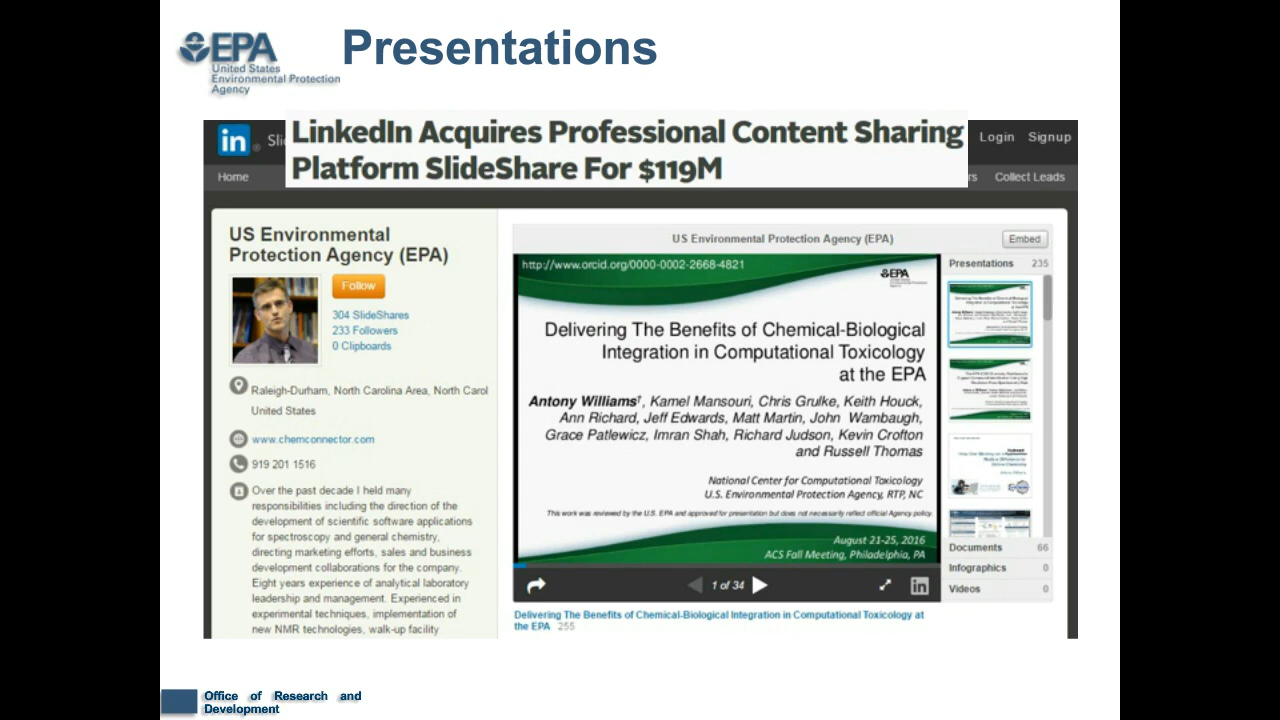 EPA
United States
Environmental Protection
Agency
Presentations
LinkedIn Acquires Professional Content Sharing
Platform SlideShare For $119M
in
Login Signup
Home
Collect Leads
US Environmental
Protection Agency (EPA)
Follow
304 SlideShares
233 Followers
0 Clipboards
Raleigh-Durham, North Carolina Area, North Carol
United States
www.chemconnector.com
919 201 1516
Over the past decade I held many
responsibilities including the direction of the
development of scientific software applications
for spectroscopy and general chemistry,
directing marketing efforts, sales and business
development collaborations for the company.
Eight years experience of analytical laboratory
leadership and management. Experienced in
experimental techniques, implementation of
new NMR technologies, walk-up facility
US Environmental Protection Agency (EPA)
Embed
http://www.orcid.org/0000-0002-2668-4821
EPA
Delivering The Benefits of Chemical-Biological
Integration in Computational Toxicology
at the EPA
Antony Williams†, Kamel Mansouri, Chris Grulke, Keith Houck,
Ann Richard, Jeff Edwards, Matt Martin, John Wambaugh,
Grace Patlewicz, Imran Shah, Richard Judson, Kevin Crofton
and Russell Thomas
National Center for Computational Toxicology
U.S. Environmental Protection Agency, RTP, NC
This work was reviewed by the U.S. EPA and approved for presentation but does not necessarily reflect official Agency policy.
August 21-25, 2016
ACS Fall Meeting, Philadelphia, PA
1 of 34
in
Presentations 235
Documents 66
Infographics 0
Videos 0
Delivering The Benefits of Chemical-Biological Integration in Computational Toxicology at
the EPA 255
Office of Research and
Development